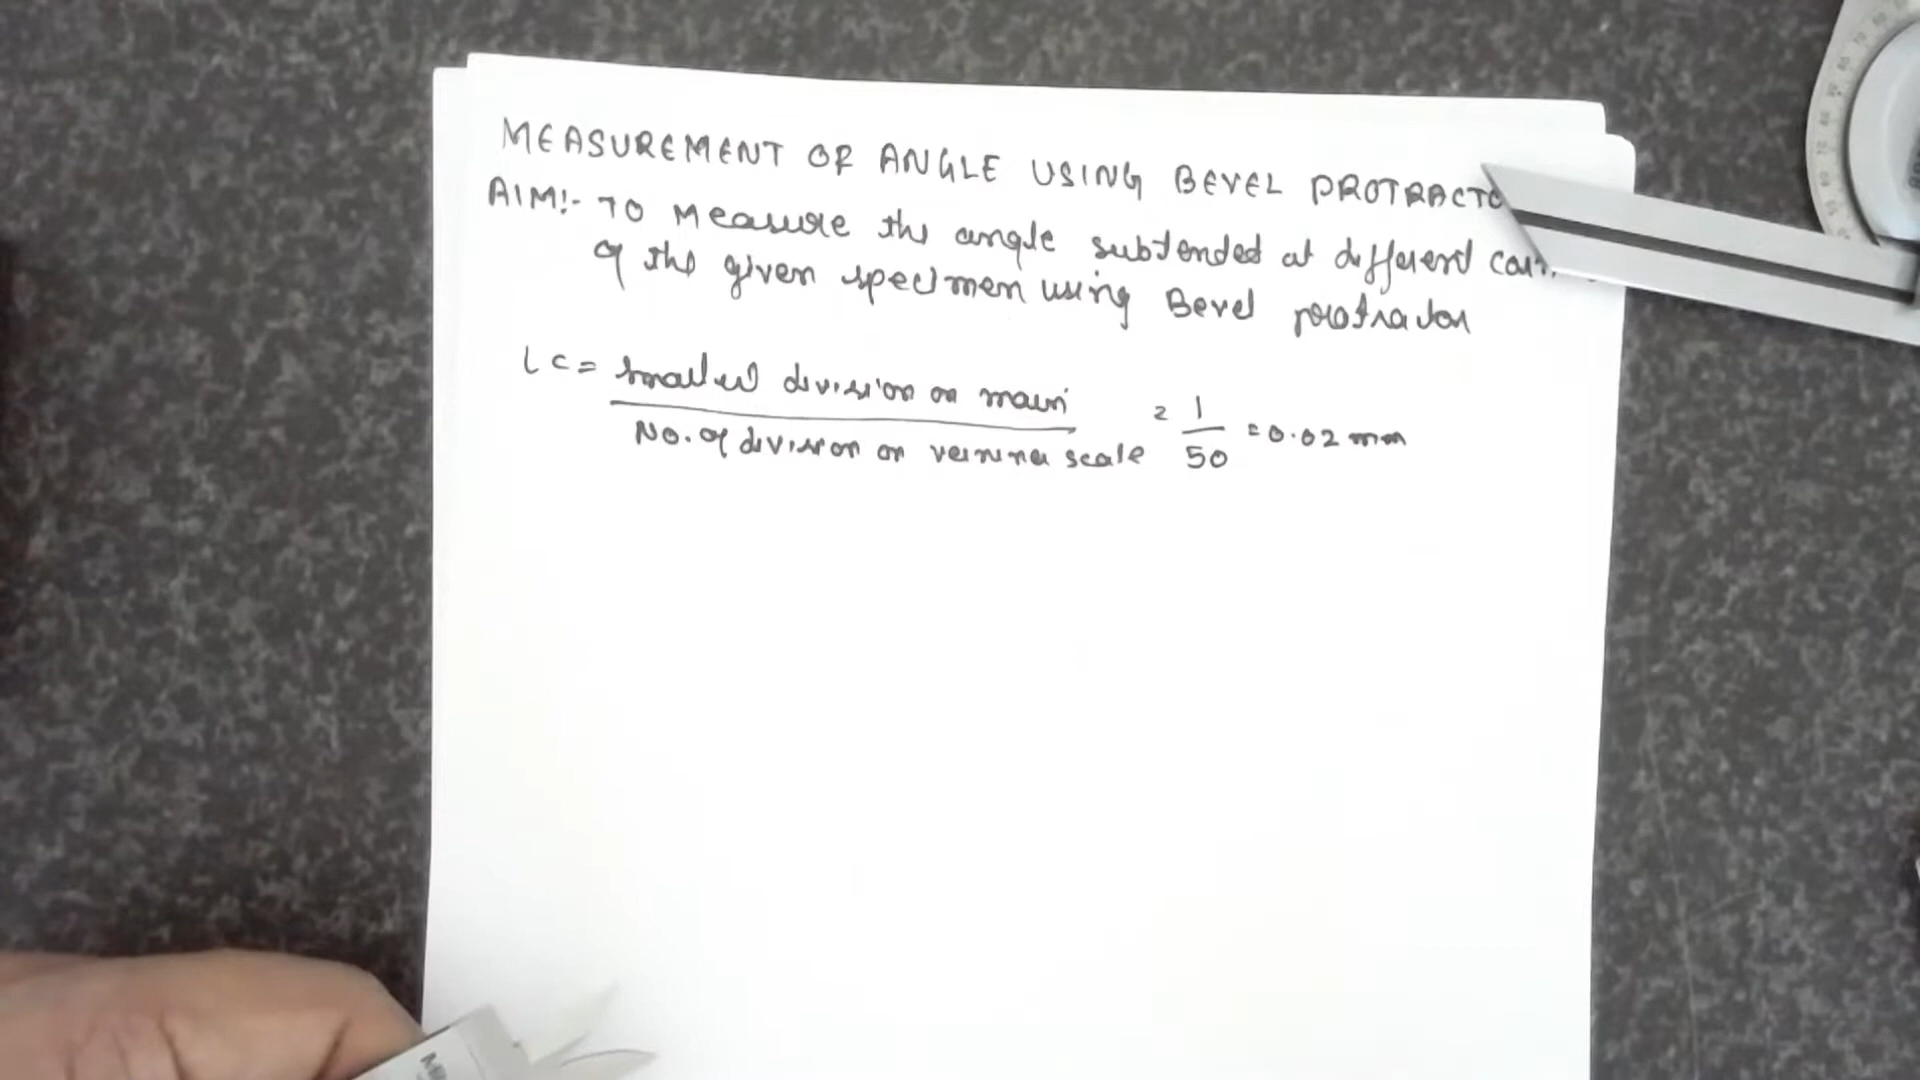 MEASUREMENT OF ANGLE USING BEVEL PROTRACTO
AIM:- TO Measure the angle subtended at different
of the given specimen using Bevel protractor
LC = Smallest division on main = 1/50 = 0.02 mm
No. of division on vernier scale